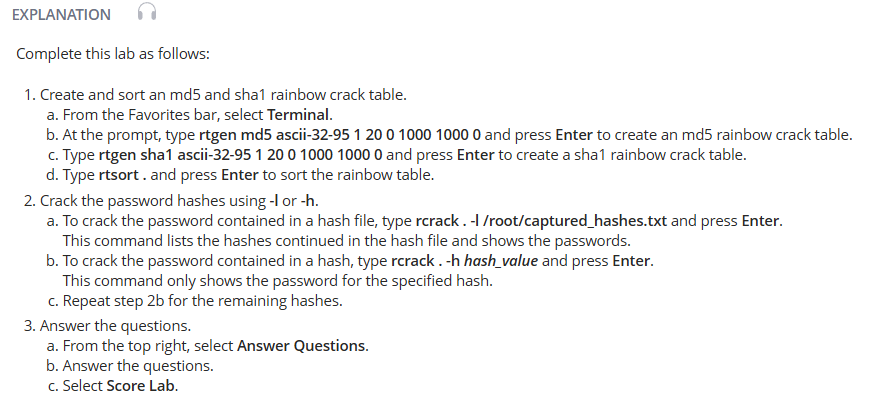 EXPLANATION
Complete this lab as follows:
1. Create and sort an md5 and sha1 rainbow crack table.
a. From the Favorites bar, select Terminal.
b. At the prompt, type rtgen md5 ascii-32-95 1 20 0 1000 1000 0 and press Enter to create an md5 rainbow crack table.
c. Type rtgen sha1 ascii-32-95 1 20 0 1000 1000 0 and press Enter to create a sha1 rainbow crack table.
d. Type rtsort . and press Enter to sort the rainbow table.
2. Crack the password hashes using -l or -h.
a. To crack the password contained in a hash file, type rcrack . -l /root/captured_hashes.txt and press Enter.
This command lists the hashes continued in the hash file and shows the passwords.
b. To crack the password contained in a hash, type rcrack . -h hash_value and press Enter.
This command only shows the password for the specified hash.
c. Repeat step 2b for the remaining hashes.
3. Answer the questions.
a. From the top right, select Answer Questions.
b. Answer the questions.
c. Select Score Lab.